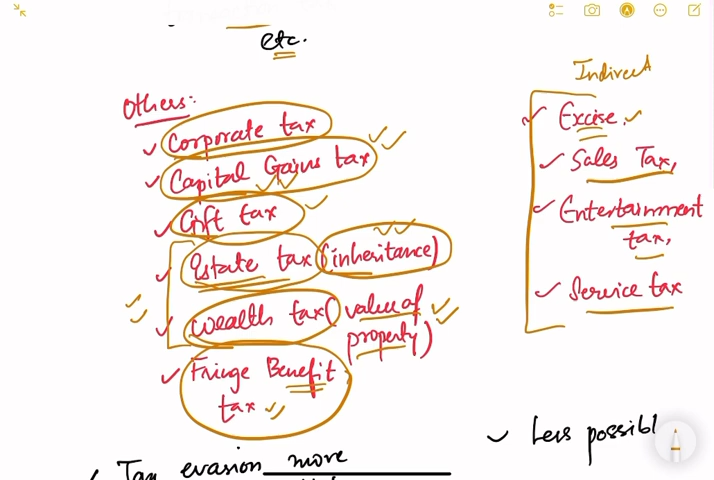 etc.
Others:
Corporate tax
Capital Gains tax
Gift tax
Estate tax (inheritance)
Wealth tax (value of
property)
Fringe Benefit
tax
Indirect
Excise
Sales Tax,
Entertainment
tax,
Service tax
Less possibl
Tax evasion more